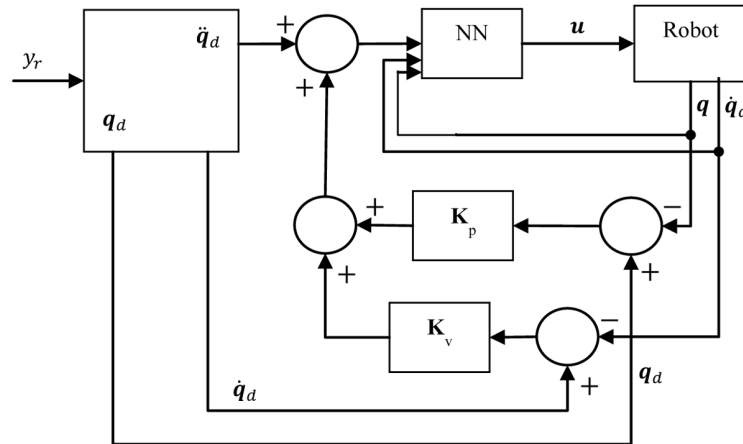 y_r
q̈_d
q_d
+
+
NN
u
Robot
q
q̇_d
+
K_p
−
+
+
K_v
−
+
q̇_d
q_d